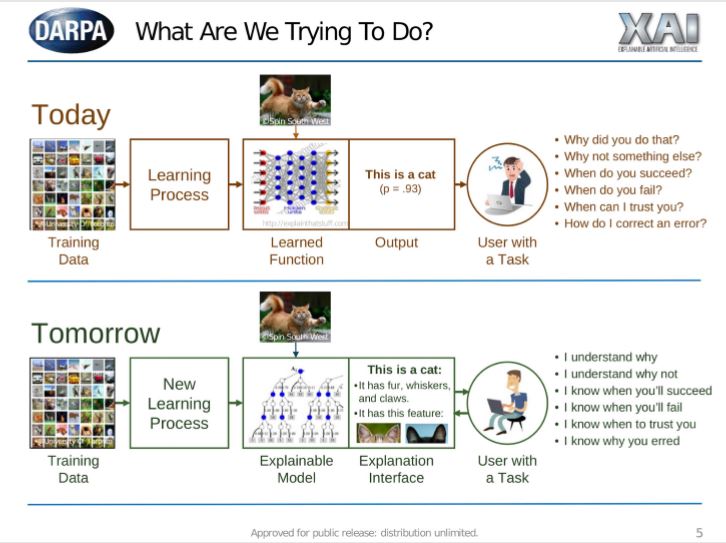 DARPA
What Are We Trying To Do?
XAI
EXPLAINABLE ARTIFICIAL INTELLIGENCE
Today
©Spin South West
Learning
Process
This is a cat
(p = .93)
http://explainthatstuff.com
Training
Data
Learned
Function
Output
User with
a Task
• Why did you do that?
• Why not something else?
• When do you succeed?
• When do you fail?
• When can I trust you?
• How do I correct an error?
Tomorrow
©Spin South West
New
Learning
Process
This is a cat:
•It has fur, whiskers,
and claws.
•It has this feature:
Training
Data
Explainable
Model
Explanation
Interface
User with
a Task
• I understand why
• I understand why not
• I know when you'll succeed
• I know when you'll fail
• I know when to trust you
• I know why you erred
Approved for public release: distribution unlimited.
5